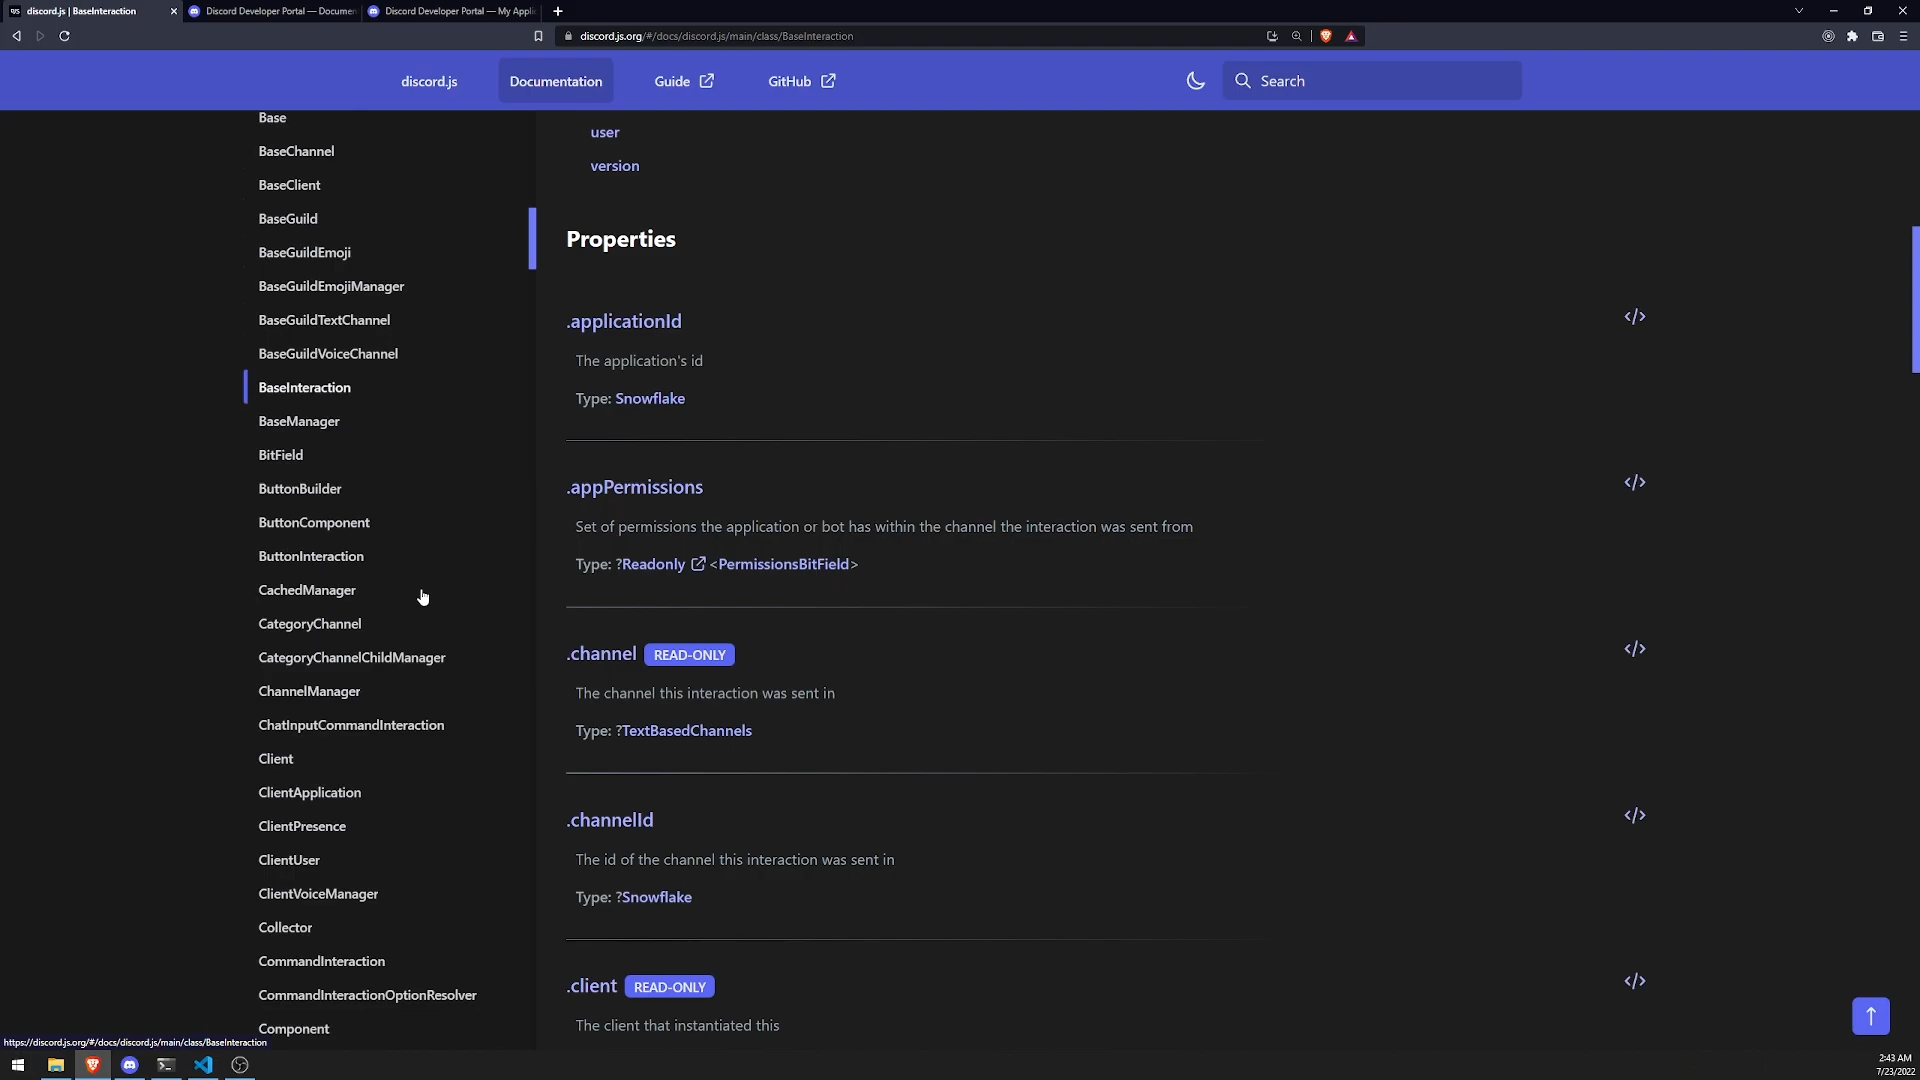 discord.js | BaseInteraction
Discord Developer Portal — Documen
Discord Developer Portal — My Appli
discord.js.org/#/docs/discord.js/main/class/BaseInteraction
discord.js
Documentation
Guide
GitHub
Search
Base
BaseChannel
BaseClient
BaseGuild
BaseGuildEmoji
BaseGuildEmojiManager
BaseGuildTextChannel
BaseGuildVoiceChannel
BaseInteraction
BaseManager
BitField
ButtonBuilder
ButtonComponent
ButtonInteraction
CachedManager
CategoryChannel
CategoryChannelChildManager
ChannelManager
ChatInputCommandInteraction
Client
ClientApplication
ClientPresence
ClientUser
ClientVoiceManager
Collector
CommandInteraction
CommandInteractionOptionResolver
Component
user
version
Properties
.applicationId
The application's id
Type: Snowflake
.appPermissions
Set of permissions the application or bot has within the channel the interaction was sent from
Type: ?Readonly <PermissionsBitField>
.channel READ-ONLY
The channel this interaction was sent in
Type: ?TextBasedChannels
.channelId
The id of the channel this interaction was sent in
Type: ?Snowflake
.client READ-ONLY
The client that instantiated this
https://discord.js.org/#/docs/discord.js/main/class/BaseInteraction
2:43 AM
7/23/2022